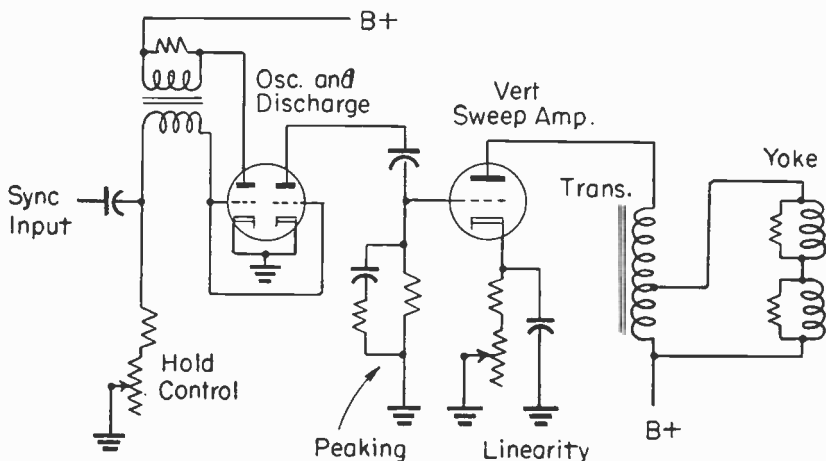 B+
Osc. and
Discharge
Vert
Sweep Amp.
Yoke
Trans.
Sync
Input
Hold
Control
Peaking
Linearity
B+